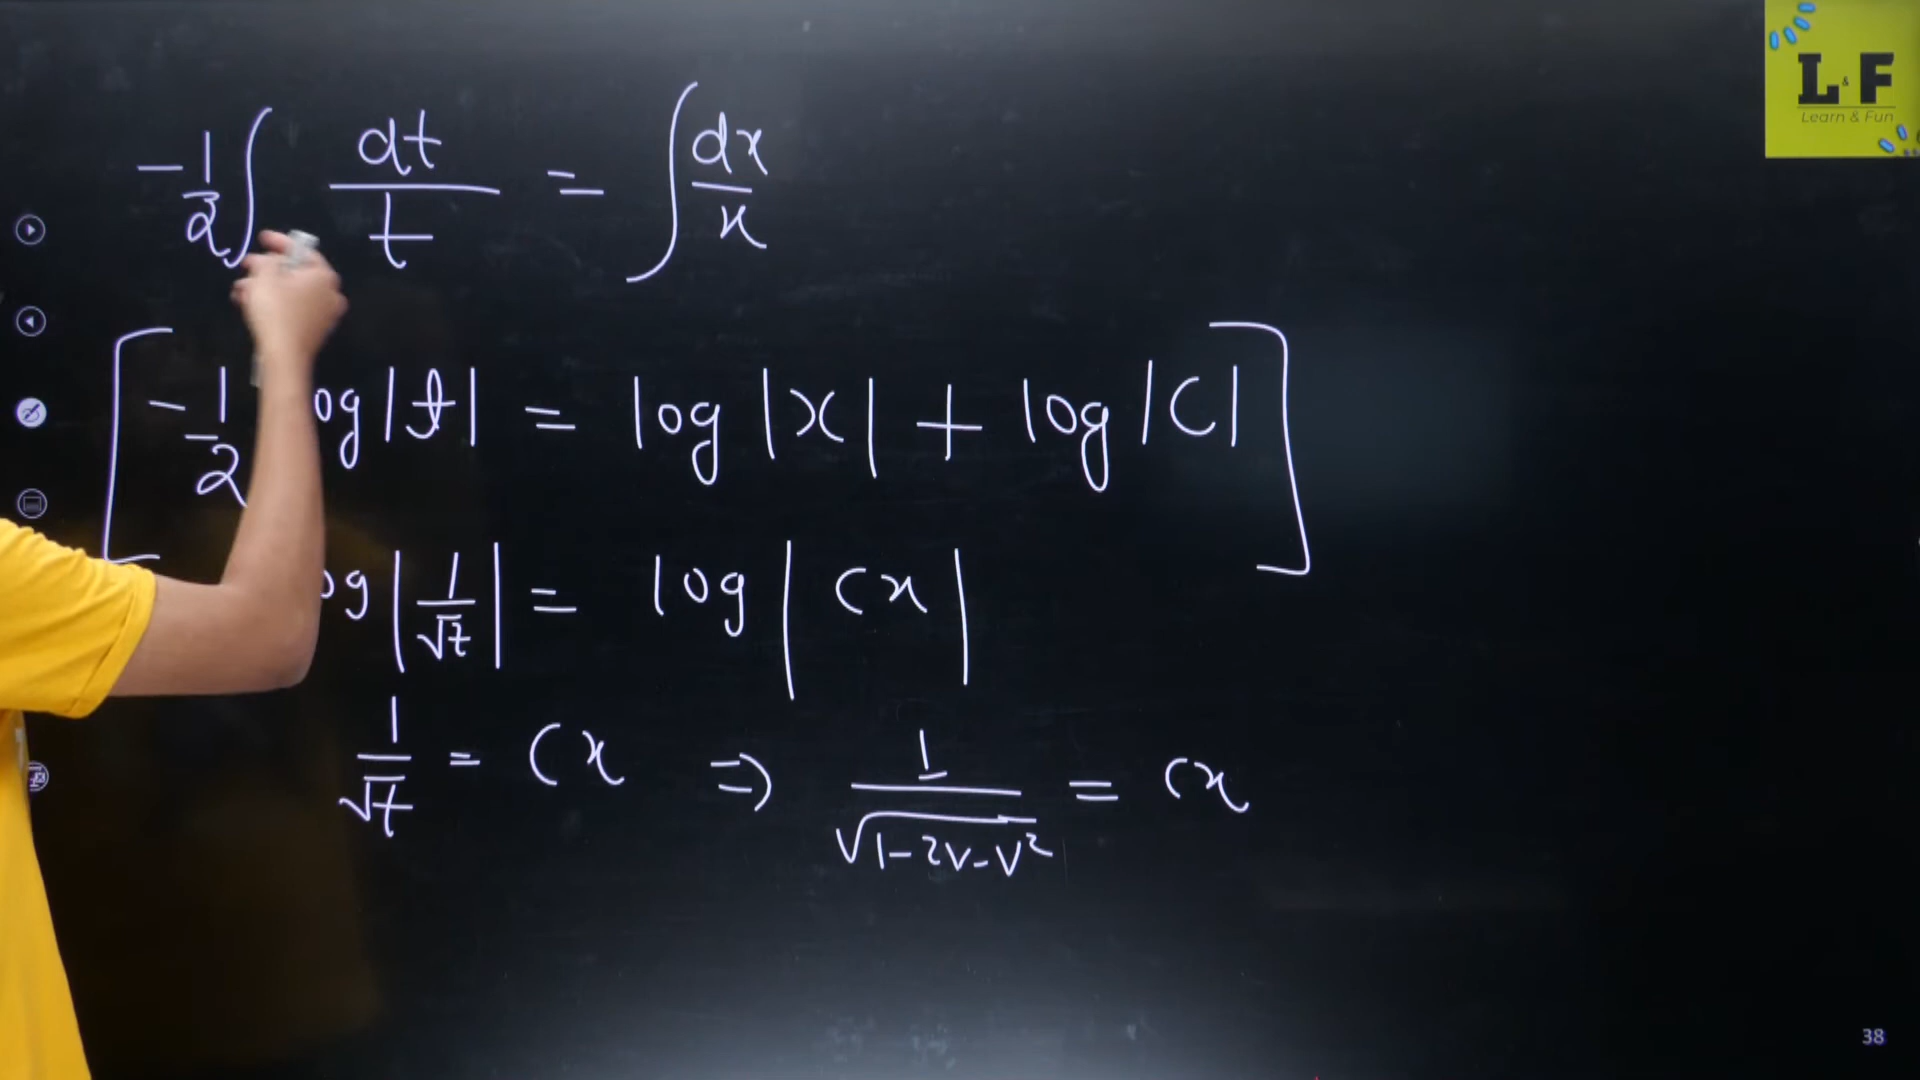 L&F
Learn & Fun
-1/2 ∫ dt/t = ∫ dx/x
[-1/2 og|t| = log|x| + log|C|]
og|1/√t| = log|cx|
1/√t = Cx ⇒ 1/√(1-2v-v²) = cx
38